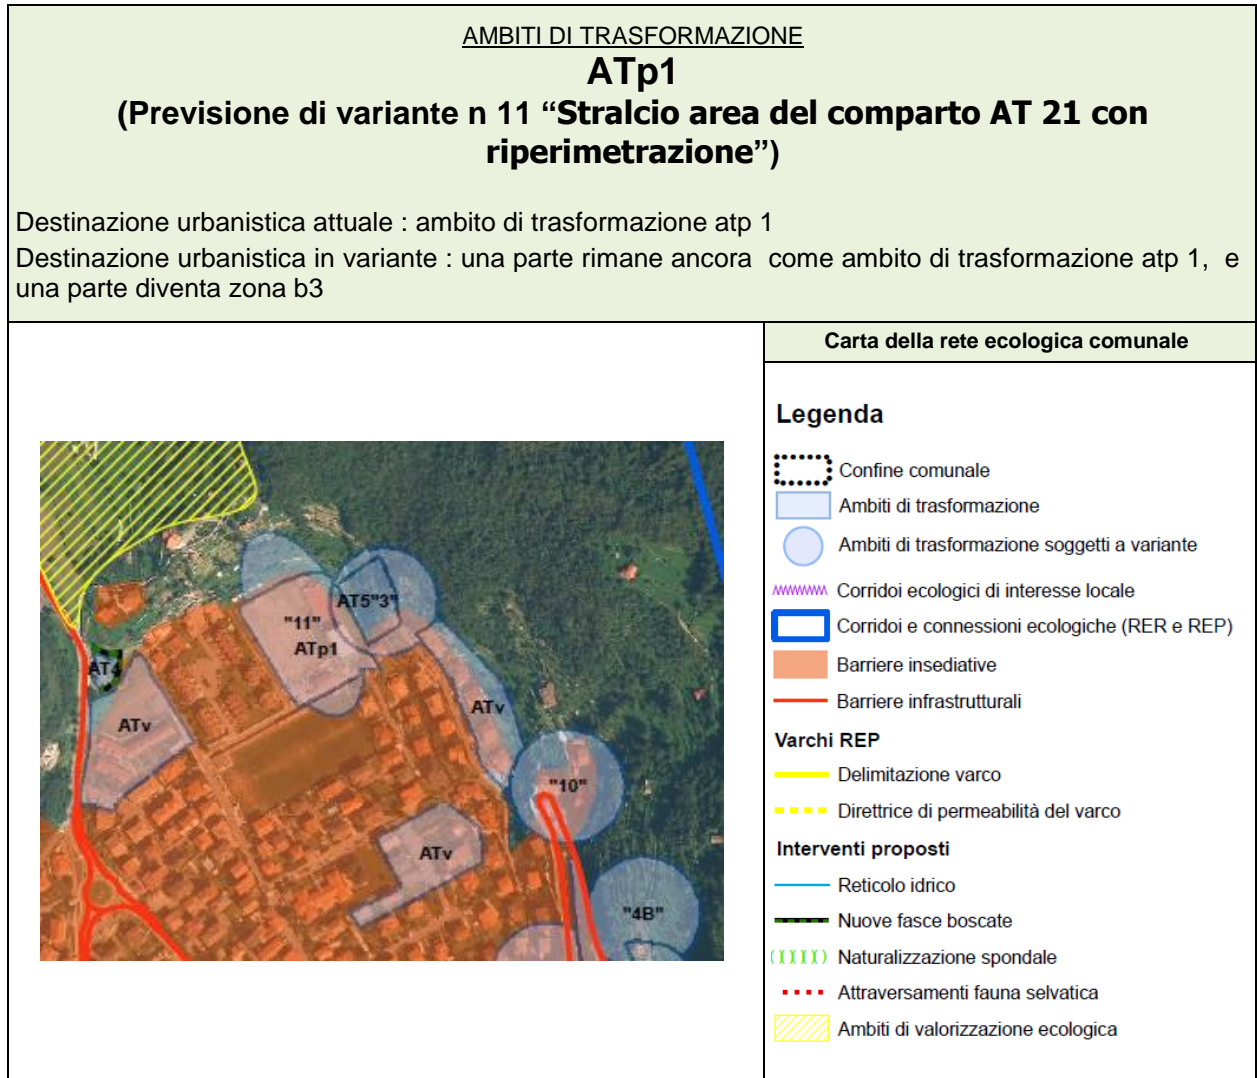 AMBITI DI TRASFORMAZIONE
ATp1
(Previsione di variante n 11 “Stralcio area del comparto AT 21 con
riperimetrazione”)
Destinazione urbanistica attuale : ambito di trasformazione atp 1
Destinazione urbanistica in variante : una parte rimane ancora come ambito di trasformazione atp 1, e
una parte diventa zona b3
Carta della rete ecologica comunale
AT5"3"
"11"
ATp1
AT4
ATv
ATv
"10"
ATv
"4B"
Legenda
Confine comunale
Ambiti di trasformazione
Ambiti di trasformazione soggetti a variante
Corridoi ecologici di interesse locale
Corridoi e connessioni ecologiche (RER e REP)
Barriere insediative
Barriere infrastrutturali
Varchi REP
Delimitazione varco
Direttrice di permeabilità del varco
Interventi proposti
Reticolo idrico
Nuove fasce boscate
Naturalizzazione spondale
Attraversamenti fauna selvatica
Ambiti di valorizzazione ecologica